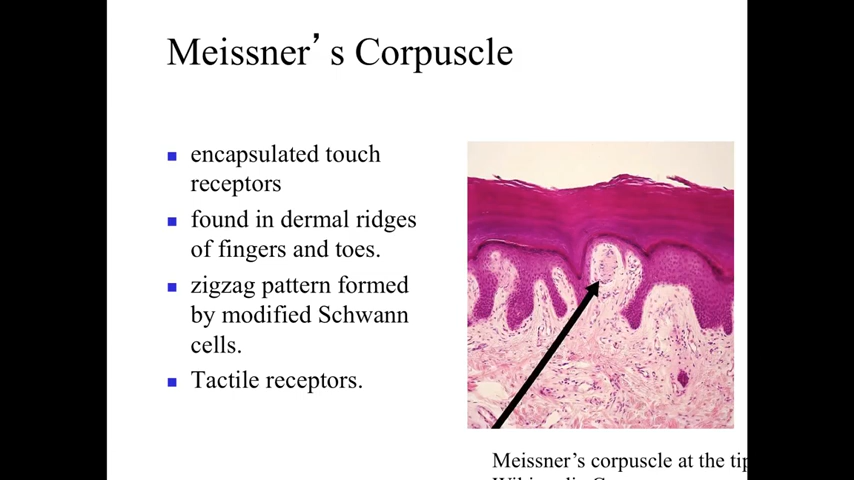 Meissner’s Corpuscle
encapsulated touch
receptors
found in dermal ridges
of fingers and toes.
zigzag pattern formed
by modified Schwann
cells.
Tactile receptors.
Meissner’s corpuscle at the